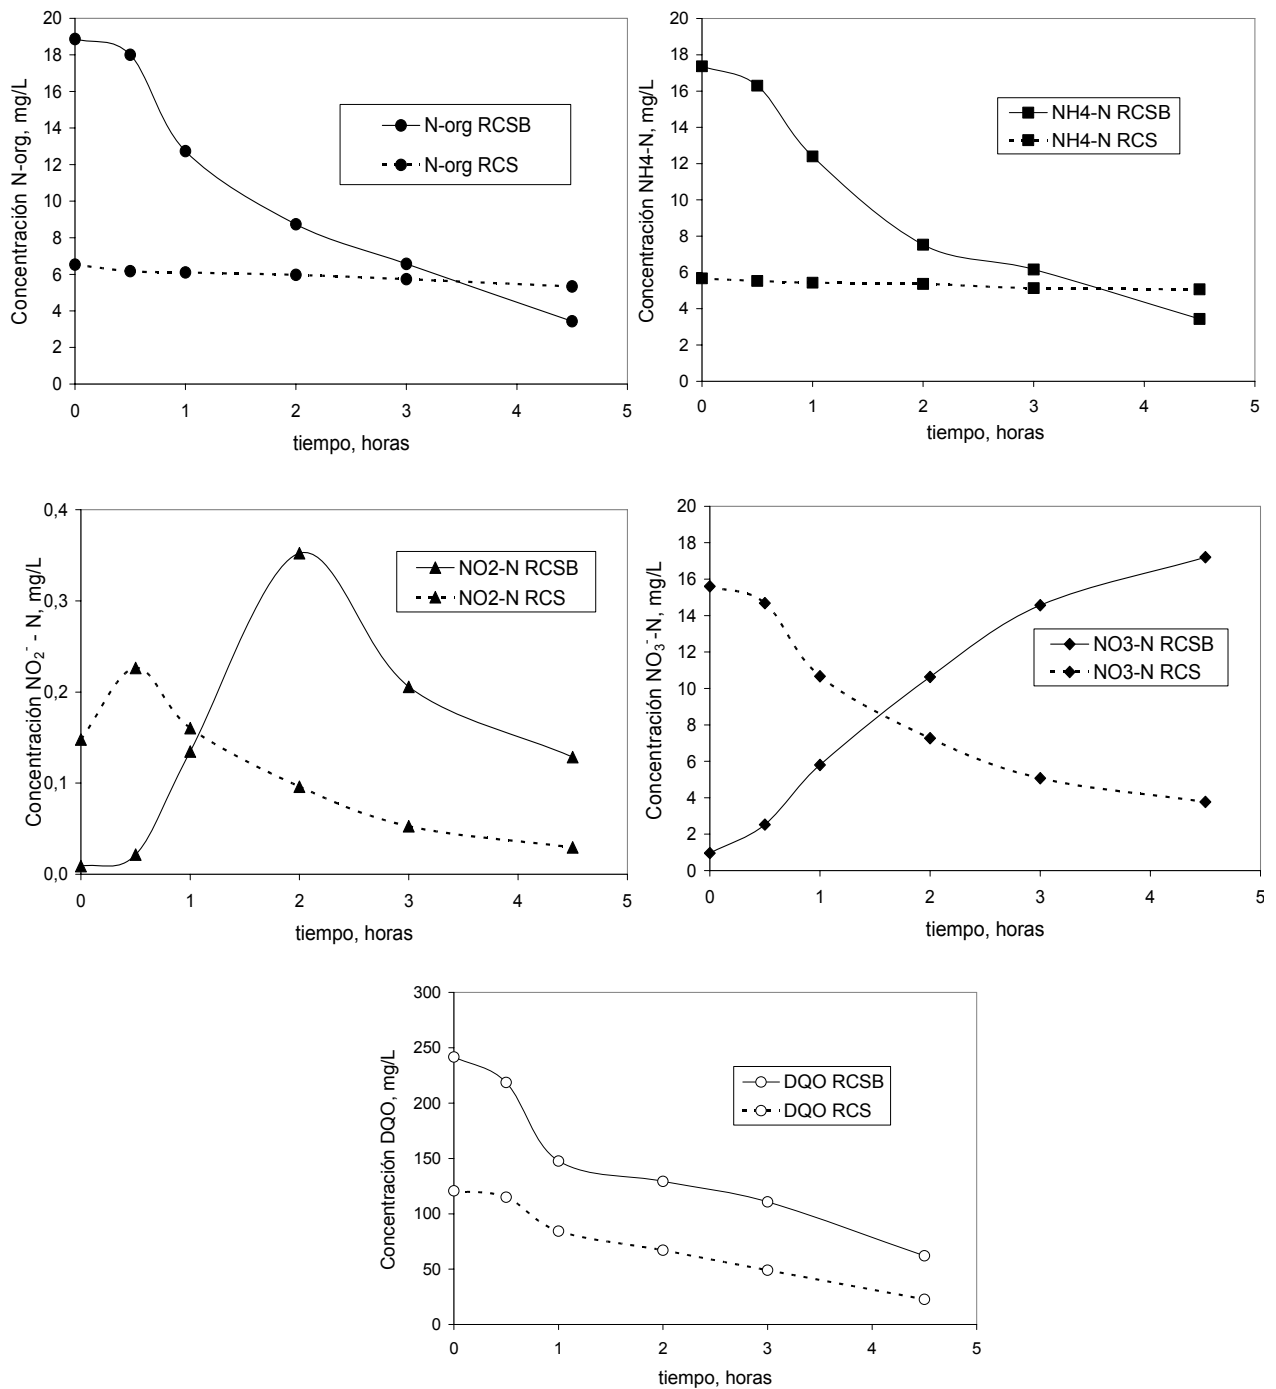 Concentración N-org, mg/L
20
18
16
14
12
10
8
6
4
2
0
N-org RCSB
N-org RCS
0 1 2 3 4 5
tiempo, horas
Concentración NH4-N, mg/L
20
18
16
14
12
10
8
6
4
2
0
NH4-N RCSB
NH4-N RCS
0 1 2 3 4 5
tiempo, horas
Concentración NO₂⁻ - N, mg/L
0,4
0,3
0,2
0,1
0,0
NO2-N RCSB
NO2-N RCS
0 1 2 3 4 5
tiempo, horas
Concentración NO₃⁻-N, mg/L
20
18
16
14
12
10
8
6
4
2
0
NO3-N RCSB
NO3-N RCS
0 1 2 3 4 5
tiempo, horas
Concentración DQO, mg/L
300
250
200
150
100
50
0
DQO RCSB
DQO RCS
0 1 2 3 4 5
tiempo, horas